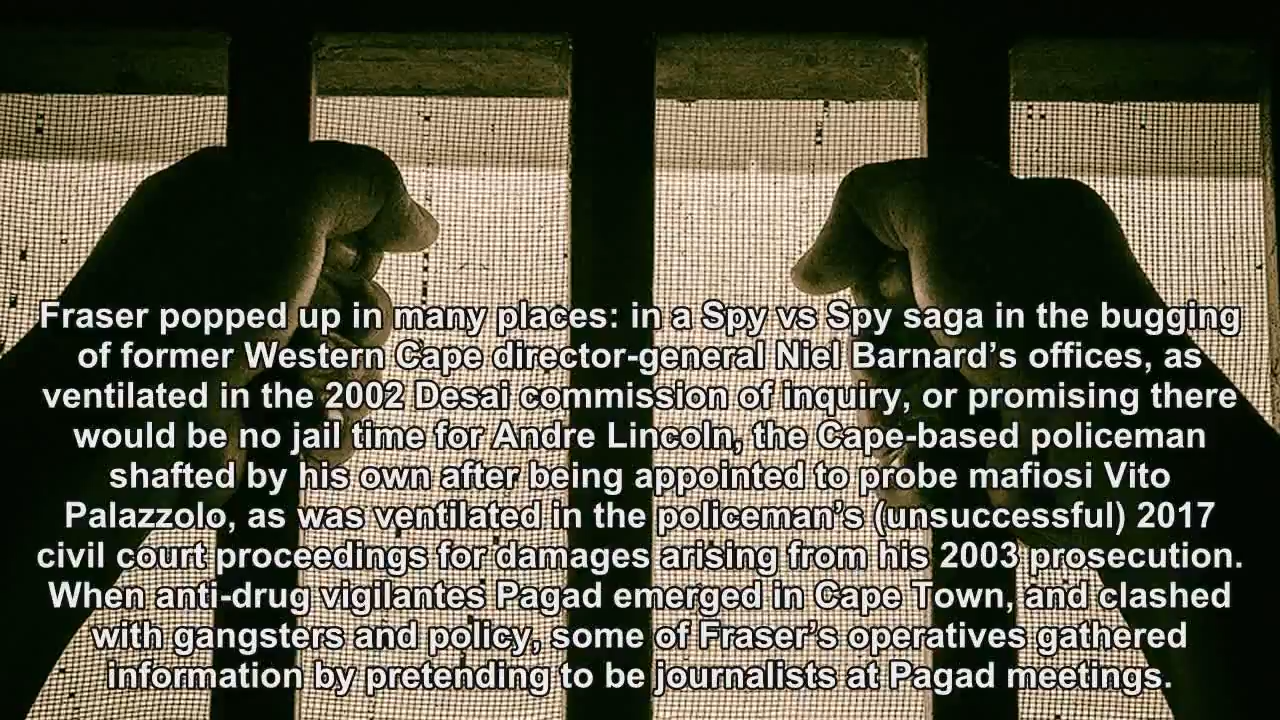 Fraser popped up in many places: in a Spy vs Spy saga in the bugging
of former Western Cape director-general Niel Barnard’s offices, as
ventilated in the 2002 Desai commission of inquiry, or promising there
would be no jail time for Andre Lincoln, the Cape-based policeman
shafted by his own after being appointed to probe mafiosi Vito
Palazzolo, as was ventilated in the policeman’s (unsuccessful) 2017
civil court proceedings for damages arising from his 2003 prosecution.
When anti-drug vigilantes Pagad emerged in Cape Town, and clashed
with gangsters and policy, some of Fraser’s operatives gathered
information by pretending to be journalists at Pagad meetings.